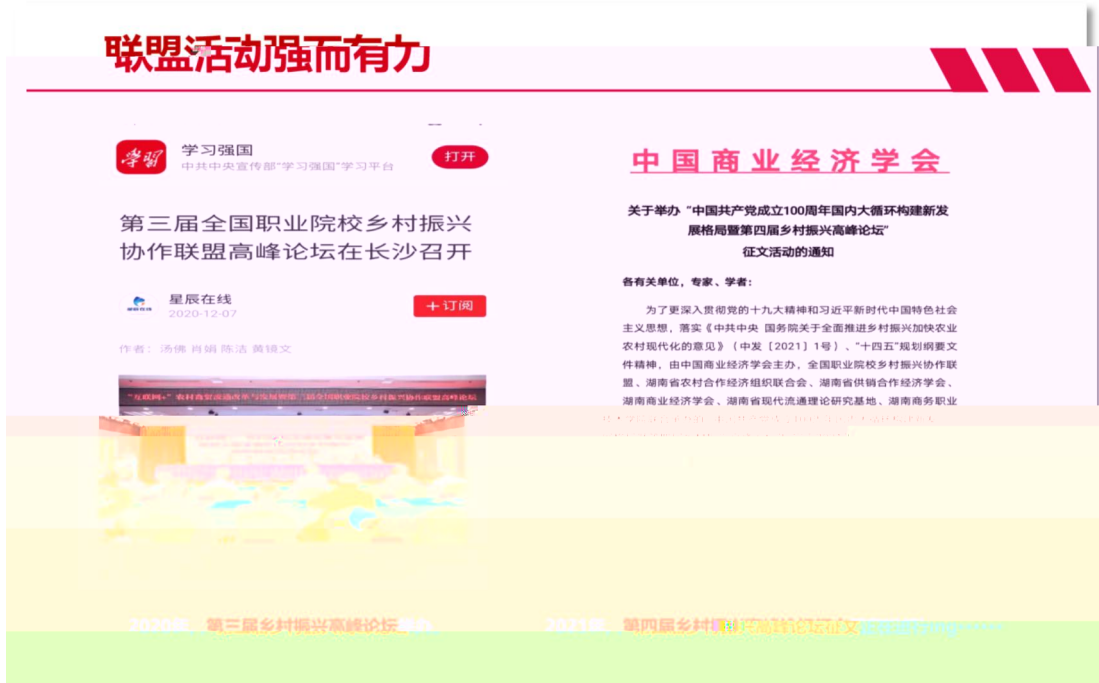 联盟活动强而有力
学习强国
中共中央宣传部“学习强国”学习平台
打开
第三届全国职业院校乡村振兴
协作联盟高峰论坛在长沙召开
星辰在线
2020-12-07
＋订阅
作者： 汤佛 肖娟 陈洁 黄镜文
中国商业经济学会
关于举办“中国共产党成立100周年国内大循环构建新发
展格局暨第四届乡村振兴高峰论坛”
征文活动的通知
各有关单位，专家、学者：
为了更深入贯彻党的十九大精神和习近平新时代中国特色社会
主义思想，落实《中共中央 国务院关于全面推进乡村振兴加快农业
农村现代化的意见》（中发〔2021〕1号）、“十四五”规划纲要文
件精神，由中国商业经济学会主办，全国职业院校乡村振兴协作联
盟、湖南省农村合作经济组织联合会、湖南省供销合作经济学会、
湖南商业经济学会、湖南省现代流通理论研究基地、湖南商务职业
2020年 第三届乡村振兴高峰论坛
2021年 第四届乡村振兴高峰论坛征文